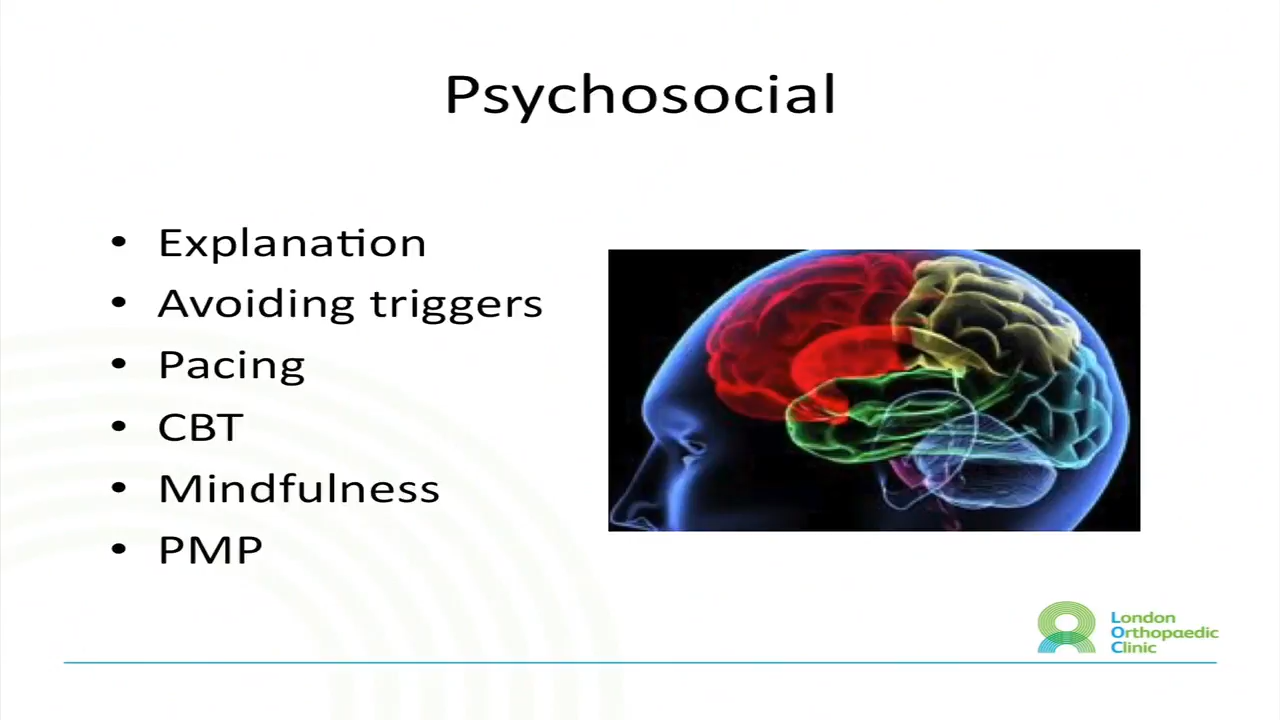 Psychosocial
• Explanation
• Avoiding triggers
• Pacing
• CBT
• Mindfulness
• PMP
London
Orthopaedic
Clinic